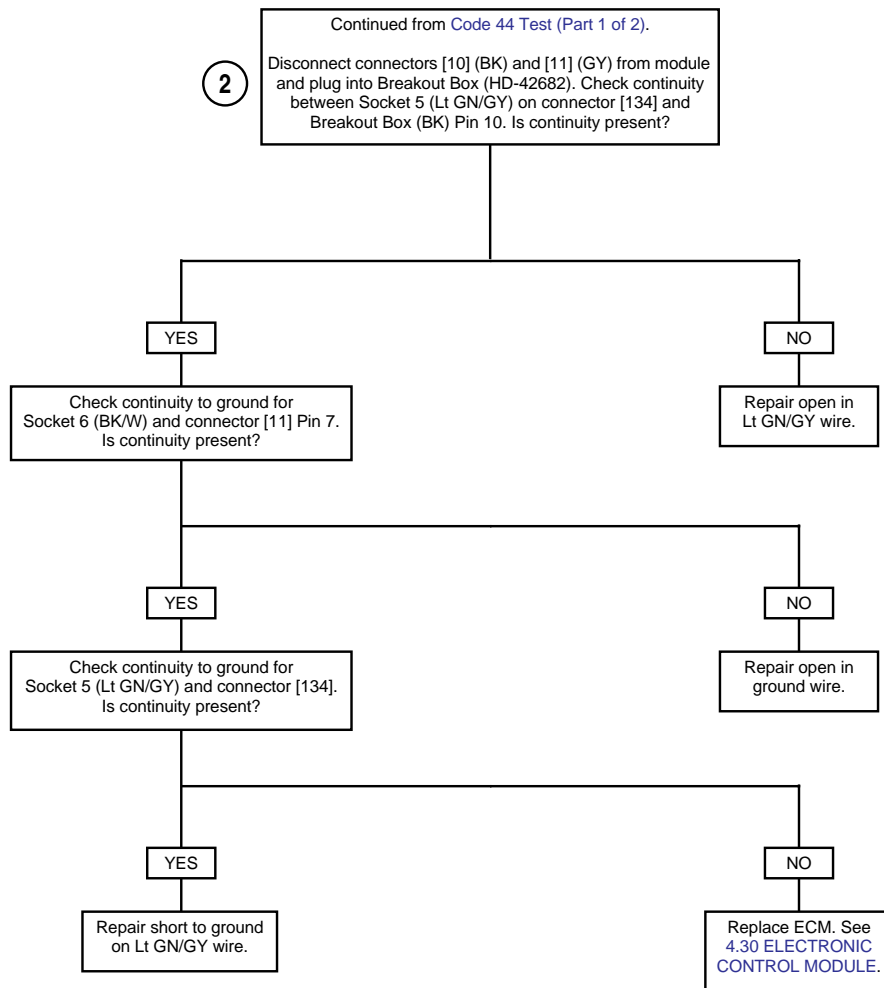 Continued from Code 44 Test (Part 1 of 2).
2
Disconnect connectors [10] (BK) and [11] (GY) from module
and plug into Breakout Box (HD-42682). Check continuity
between Socket 5 (Lt GN/GY) on connector [134] and
Breakout Box (BK) Pin 10. Is continuity present?
YES
NO
Check continuity to ground for
Socket 6 (BK/W) and connector [11] Pin 7.
Is continuity present?
Repair open in
Lt GN/GY wire.
YES
NO
Check continuity to ground for
Socket 5 (Lt GN/GY) and connector [134].
Is continuity present?
Repair open in
ground wire.
YES
NO
Repair short to ground
on Lt GN/GY wire.
Replace ECM. See
4.30 ELECTRONIC
CONTROL MODULE.